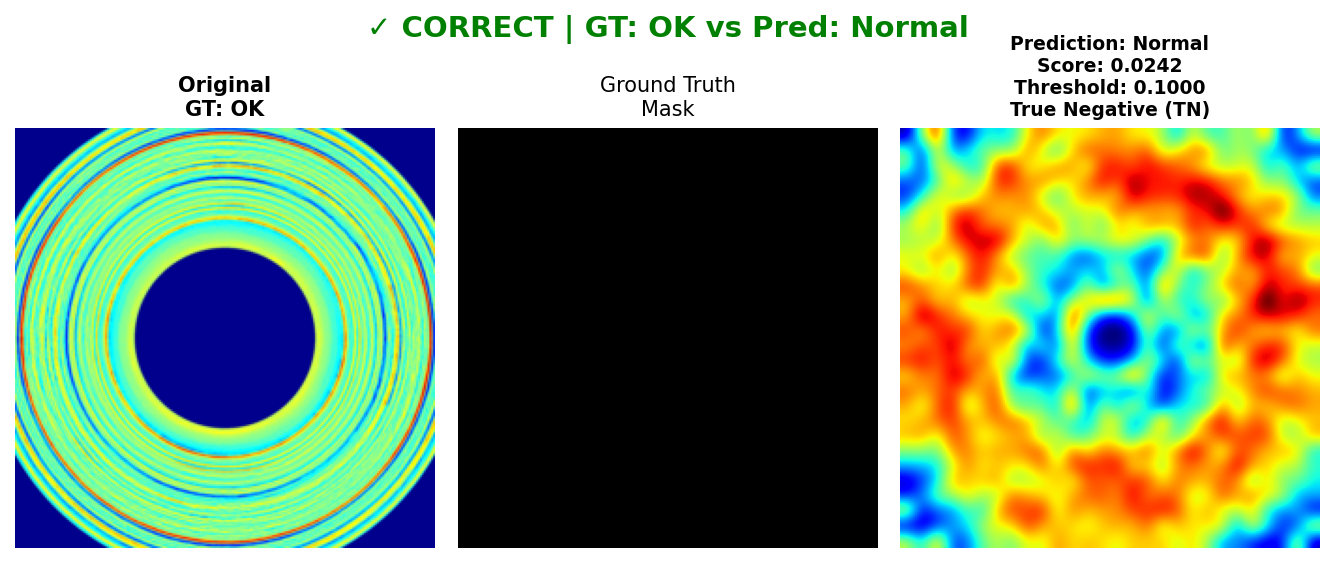 ✓ CORRECT | GT: OK vs Pred: Normal
Original
GT: OK
Ground Truth
Mask
Prediction: Normal
Score: 0.0242
Threshold: 0.1000
True Negative (TN)